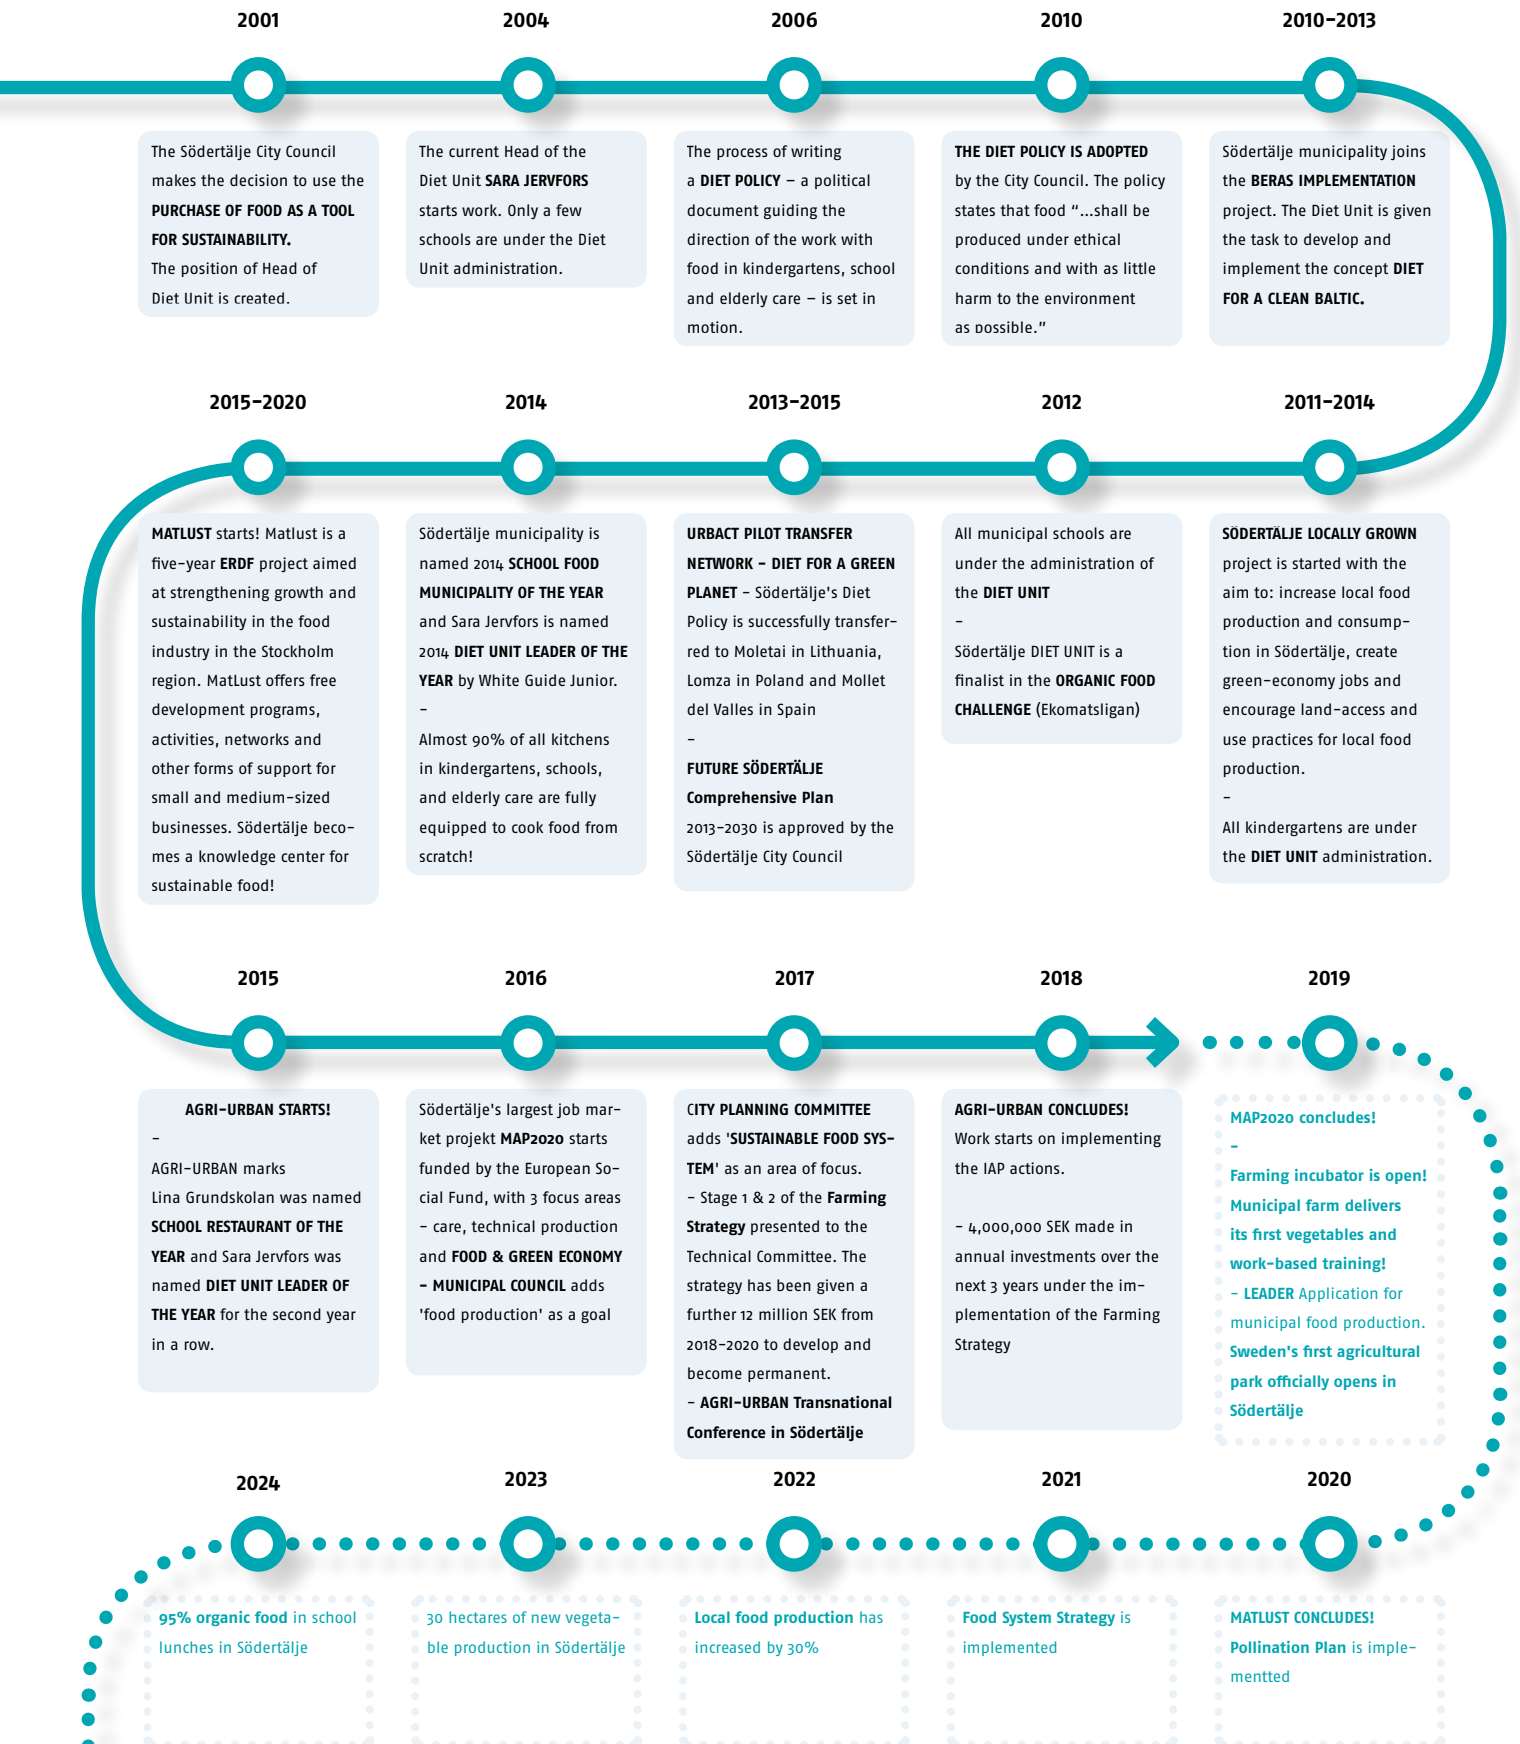 2001
The Södertälje City Council
makes the decision to use the
PURCHASE OF FOOD AS A TOOL
FOR SUSTAINABILITY.
The position of Head of
Diet Unit is created.
2004
The current Head of the
Diet Unit SARA JERVFORS
starts work. Only a few
schools are under the Diet
Unit administration.
2006
The process of writing
a DIET POLICY – a political
document guiding the
direction of the work with
food in kindergartens, school
and elderly care – is set in
motion.
2010
THE DIET POLICY IS ADOPTED
by the City Council. The policy
states that food “...shall be
produced under ethical
conditions and with as little
harm to the environment
as possible.”
2010-2013
Södertälje municipality joins
the BERAS IMPLEMENTATION
project. The Diet Unit is given
the task to develop and
implement the concept DIET
FOR A CLEAN BALTIC.
2011-2014
SÖDERTÄLJE LOCALLY GROWN
project is started with the
aim to: increase local food
production and consump-
tion in Södertälje, create
green-economy jobs and
encourage land-access and
use practices for local food
production.
-
All kindergartens are under
the DIET UNIT administration.
2012
All municipal schools are
under the administration of
the DIET UNIT
-
Södertälje DIET UNIT is a
finalist in the ORGANIC FOOD
CHALLENGE (Ekomatsligan)
2013-2015
URBACT PILOT TRANSFER
NETWORK - DIET FOR A GREEN
PLANET - Södertälje's Diet
Policy is successfully transfer-
red to Moletai in Lithuania,
Lomza in Poland and Mollet
del Valles in Spain
-
FUTURE SÖDERTÄLJE
Comprehensive Plan
2013-2030 is approved by the
Södertälje City Council
2014
Södertälje municipality is
named 2014 SCHOOL FOOD
MUNICIPALITY OF THE YEAR
and Sara Jervfors is named
2014 DIET UNIT LEADER OF THE
YEAR by White Guide Junior.
-
Almost 90% of all kitchens
in kindergartens, schools,
and elderly care are fully
equipped to cook food from
scratch!
2015-2020
MATLUST starts! Matlust is a
five-year ERDF project aimed
at strengthening growth and
sustainability in the food
industry in the Stockholm
region. MatLust offers free
development programs,
activities, networks and
other forms of support for
small and medium-sized
businesses. Södertälje beco-
mes a knowledge center for
sustainable food!
2015
AGRI-URBAN STARTS!
-
AGRI-URBAN marks
Lina Grundskolan was named
SCHOOL RESTAURANT OF THE
YEAR and Sara Jervfors was
named DIET UNIT LEADER OF
THE YEAR for the second year
in a row.
2016
Södertälje's largest job mar-
ket projekt MAP2020 starts
funded by the European So-
cial Fund, with 3 focus areas
- care, technical production
and FOOD & GREEN ECONOMY
- MUNICIPAL COUNCIL adds
'food production' as a goal
2017
CITY PLANNING COMMITTEE
adds 'SUSTAINABLE FOOD SYS-
TEM' as an area of focus.
- Stage 1 & 2 of the Farming
Strategy presented to the
Technical Committee. The
strategy has been given a
further 12 million SEK from
2018-2020 to develop and
become permanent.
- AGRI-URBAN Transnational
Conference in Södertälje
2018
AGRI-URBAN CONCLUDES!
Work starts on implementing
the IAP actions.
- 4,000,000 SEK made in
annual investments over the
next 3 years under the im-
plementation of the Farming
Strategy
2019
MAP2020 concludes!
-
Farming incubator is open!
Municipal farm delivers
its first vegetables and
work-based training!
- LEADER Application for
municipal food production.
Sweden's first agricultural
park officially opens in
Södertälje
2020
MATLUST CONCLUDES!
Pollination Plan is imple-
mentted
2021
Food System Strategy is
implemented
2022
Local food production has
increased by 30%
2023
30 hectares of new vegeta-
ble production in Södertälje
2024
95% organic food in school
lunches in Södertälje